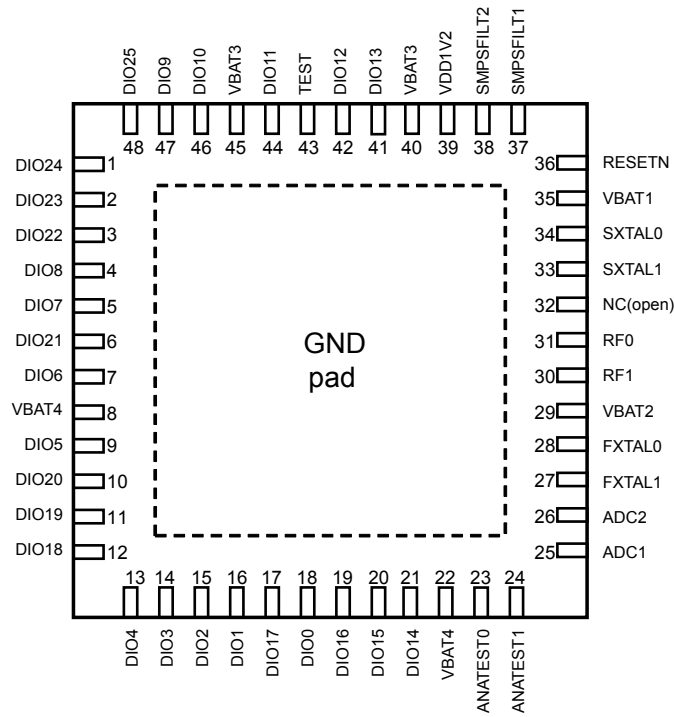 DIO25
DIO9
DIO10
VBAT3
DIO11
TEST
DIO12
DIO13
VBAT3
VDD1V2
SMPSFILT2
SMPSFILT1
48 47 46 45 44 43 42 41 40 39 38 37
DIO24 1
DIO23 2
DIO22 3
DIO8 4
DIO7 5
DIO21 6
DIO6 7
VBAT4 8
DIO5 9
DIO20 10
DIO19 11
DIO18 12
GND
pad
36 RESETN
35 VBAT1
34 SXTAL0
33 SXTAL1
32 NC(open)
31 RF0
30 RF1
29 VBAT2
28 FXTAL0
27 FXTAL1
26 ADC2
25 ADC1
13 14 15 16 17 18 19 20 21 22 23 24
DIO4
DIO3
DIO2
DIO1
DIO17
DIO0
DIO16
DIO15
DIO14
VBAT4
ANATEST0
ANATEST1